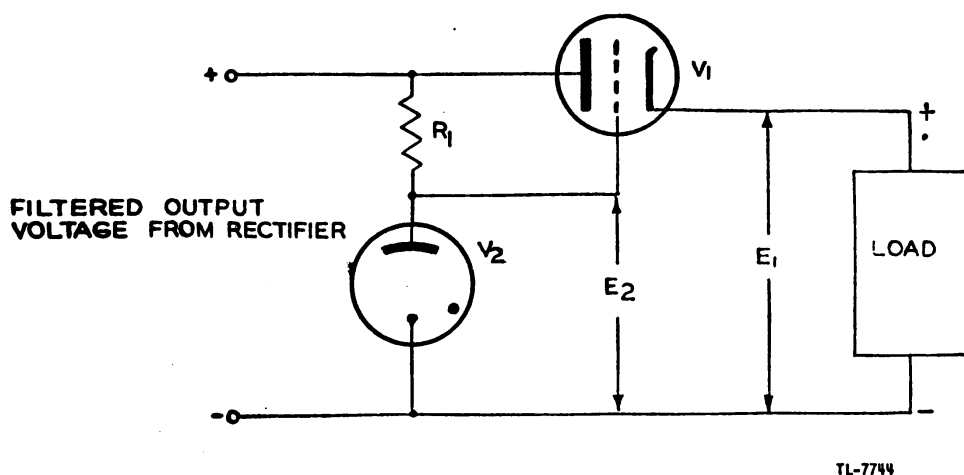 V1
+
+
R1
FILTERED OUTPUT
VOLTAGE FROM RECTIFIER
V2
E2
E1
LOAD
-
-
TL-7744